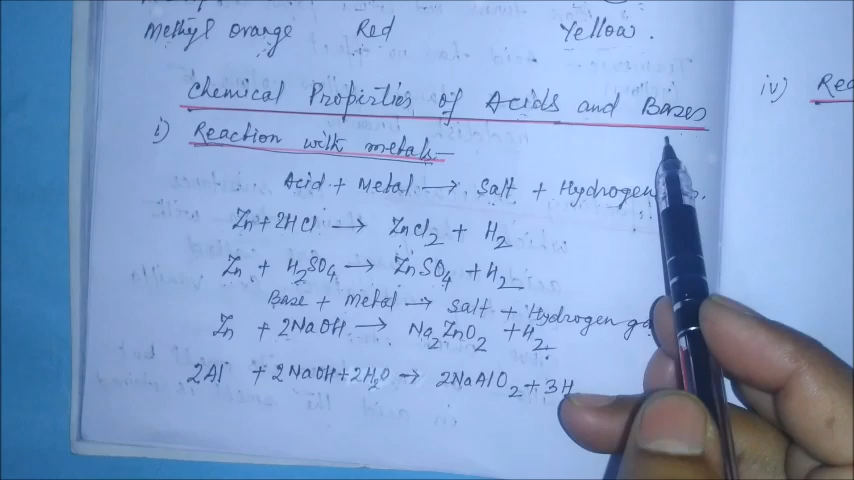 Methyl orange Red Yellow.
Chemical Properties of Acids and Bases
i) Reaction with metals-
Acid + Metal → Salt + Hydrogen
Zn + 2HCl → ZnCl2 + H2
Zn + H2SO4 → ZnSO4 + H2
Base + Metal → Salt + Hydrogen ga
Zn + 2NaOH → Na2ZnO2 + H2
2Al + 2NaOH + 2H2O → 2NaAlO2 + 3H
iv) Rea